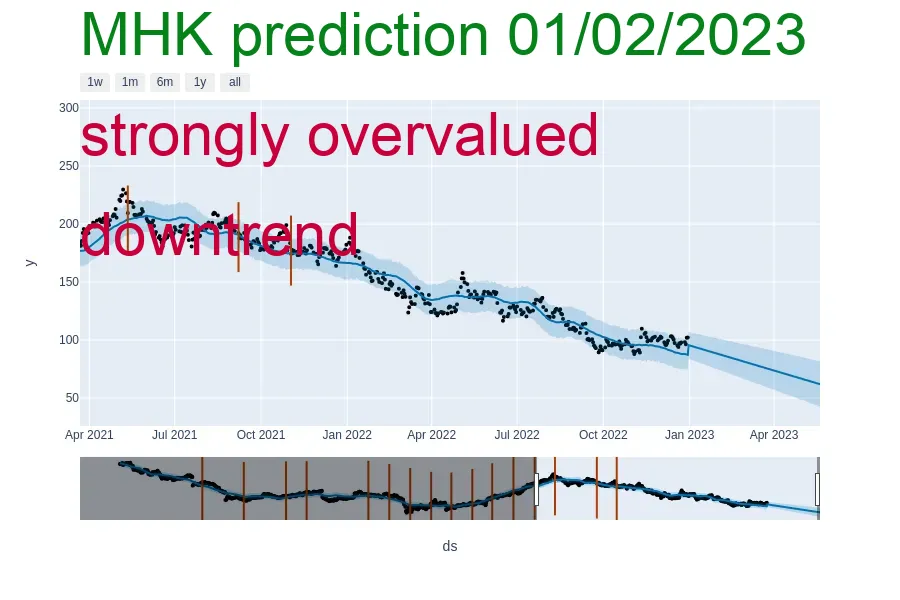 MHK prediction 01/02/2023
1w 1m 6m 1y all
strongly overvalued
downtrend
300
250
200
150
100
50
y
Apr 2021 Jul 2021 Oct 2021 Jan 2022 Apr 2022 Jul 2022 Oct 2022 Jan 2023 Apr 2023
ds